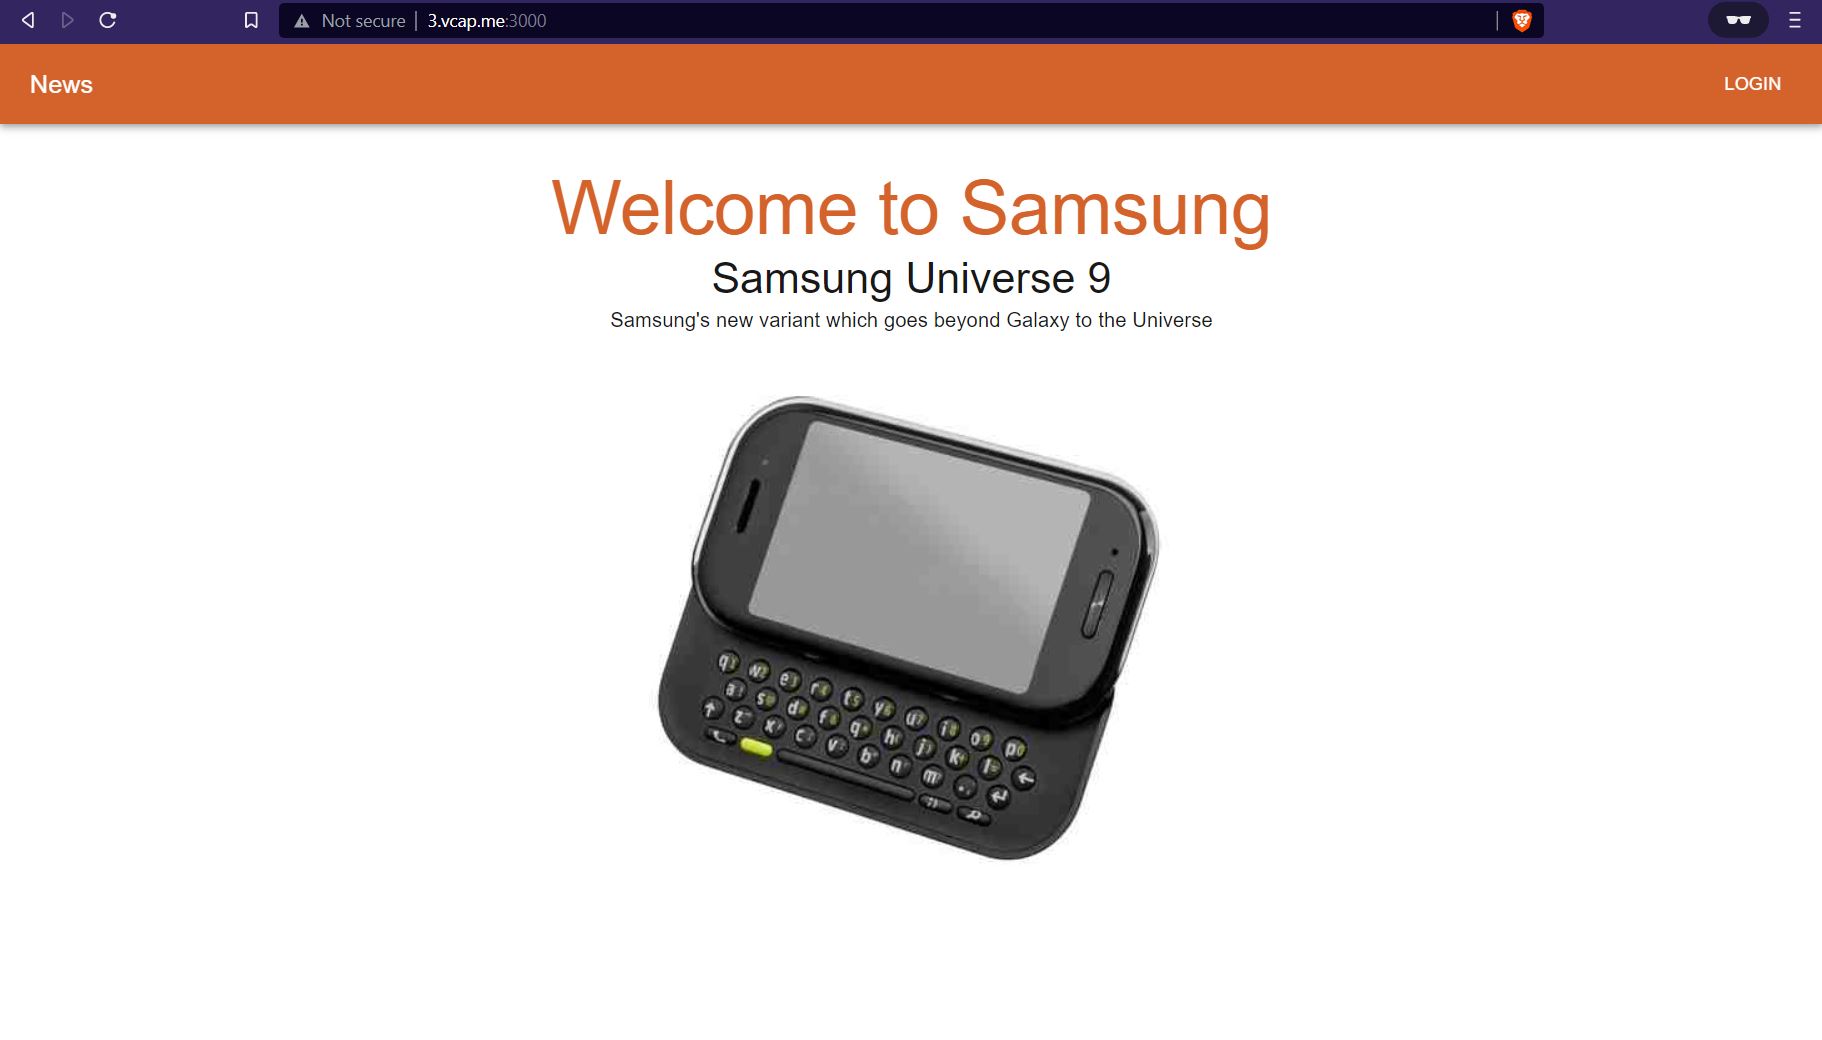 Not secure
3.vcap.me:3000
News
LOGIN
Welcome to Samsung
Samsung Universe 9
Samsung's new variant which goes beyond Galaxy to the Universe
q w e r t y u i o p
a s d f g h j k l
z x c v b n m